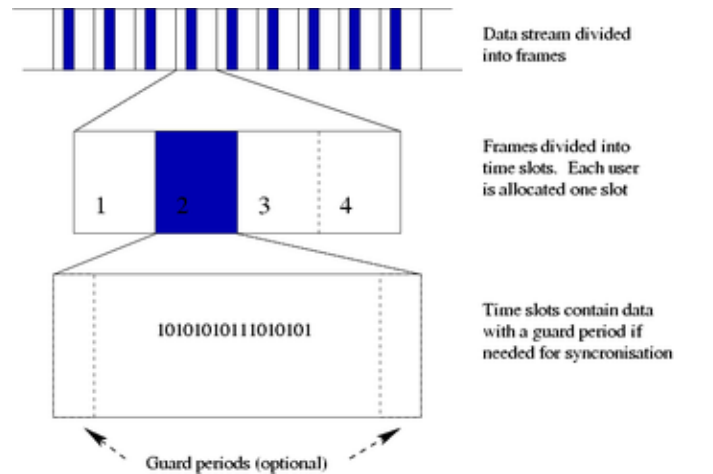 Data stream divided
into frames
Frames divided into
time slots. Each user
is allocated one slot
1 2 3 4
10101010111010101
Time slots contain data
with a guard period if
needed for syncronisation
Guard periods (optional)